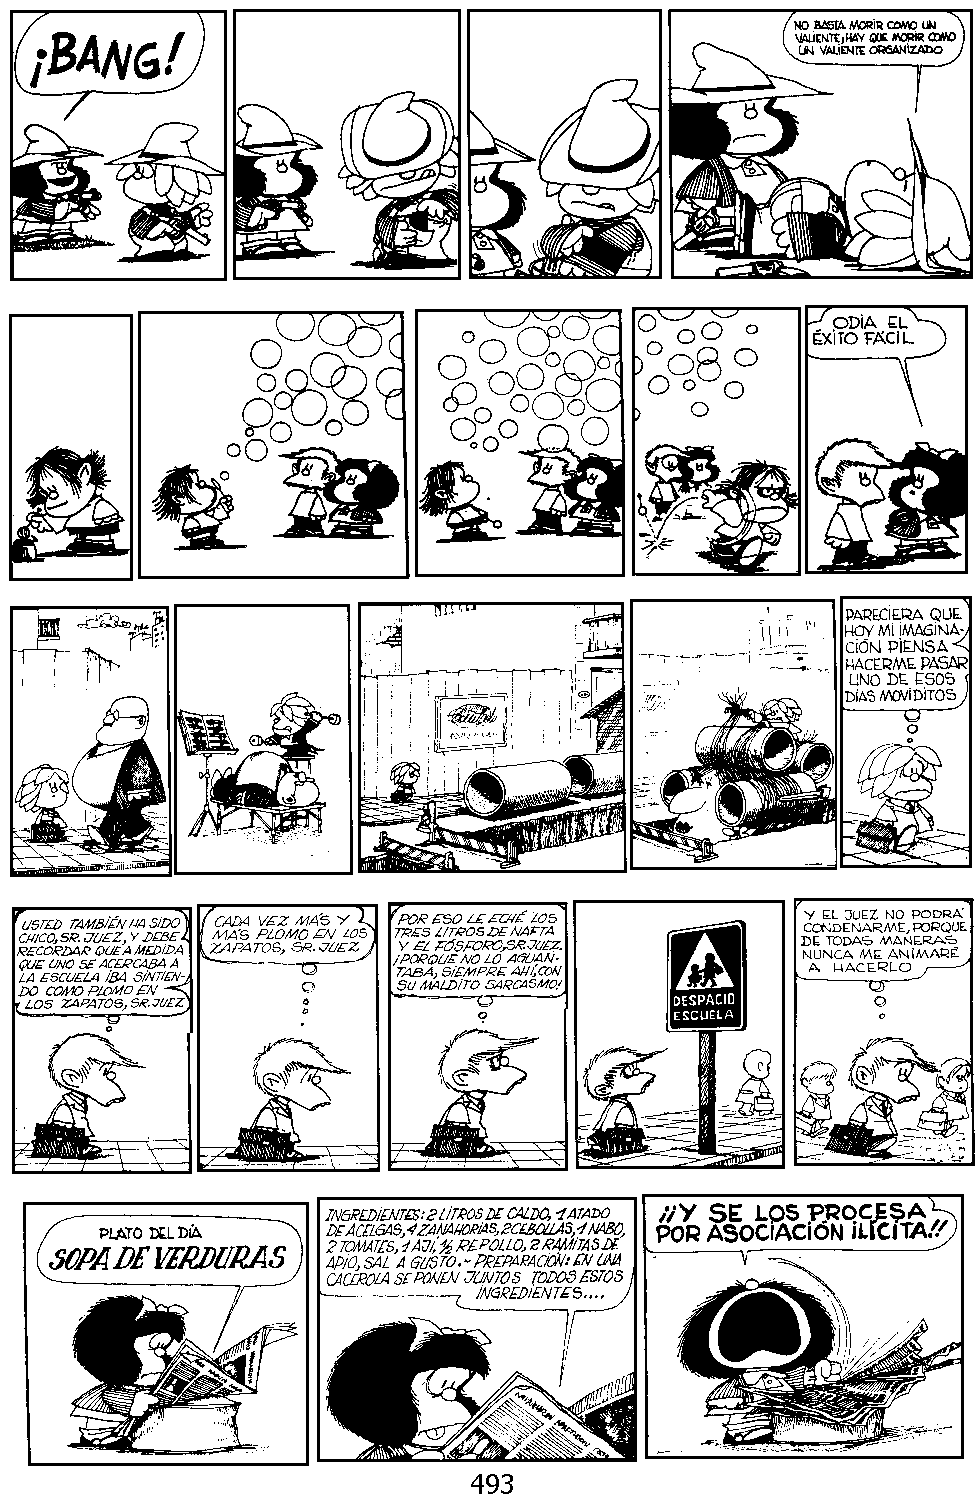 ¡BANG!
NO BASTA MORIR COMO UN
VALIENTE, HAY QUE MORIR COMO
UN VALIENTE ORGANIZADO
ODIA EL
ÉXITO FÁCIL
PARECIERA QUE
HOY MI IMAGINA-
CIÓN PIENSA
HACERME PASAR
UNO DE ESOS
DÍAS MOVIDITOS
USTED TAMBIÉN HA SIDO
CHICO, SR. JUEZ, Y DEBE
RECORDAR QUE A MEDIDA
QUE UNO SE ACERCABA A
LA ESCUELA IBA SINTIEN-
DO COMO PLOMO EN
LOS ZAPATOS, SR. JUEZ
CADA VEZ MÁS Y
MÁS PLOMO EN LOS
ZAPATOS, SR. JUEZ
POR ESO LE ECHÉ LOS
TRES LITROS DE NAFTA
Y EL FÓSFORO, SR. JUEZ.
¡PORQUE NO LO AGUAN-
TABA, SIEMPRE AHÍ, CON
SU MALDITO SARCASMO!
DESPACIO
ESCUELA
Y EL JUEZ NO PODRÁ
CONDENARME, PORQUE
DE TODAS MANERAS
NUNCA ME ANIMARÉ
A HACERLO
PLATO DEL DÍA
SOPA DE VERDURAS
INGREDIENTES: 2 LITROS DE CALDO, 1 ATADO
DE ACELGAS, 4 ZANAHORIAS, 2 CEBOLLAS, 1 NABO,
2 TOMATES, 1 AJÍ, ½ REPOLLO, 2 RAMITAS DE
APIO, SAL A GUSTO.- PREPARACIÓN: EN UNA
CACEROLA SE PONEN JUNTOS TODOS ESTOS
INGREDIENTES....
¡¡Y SE LOS PROCESA
POR ASOCIACIÓN ILÍCITA!!
493